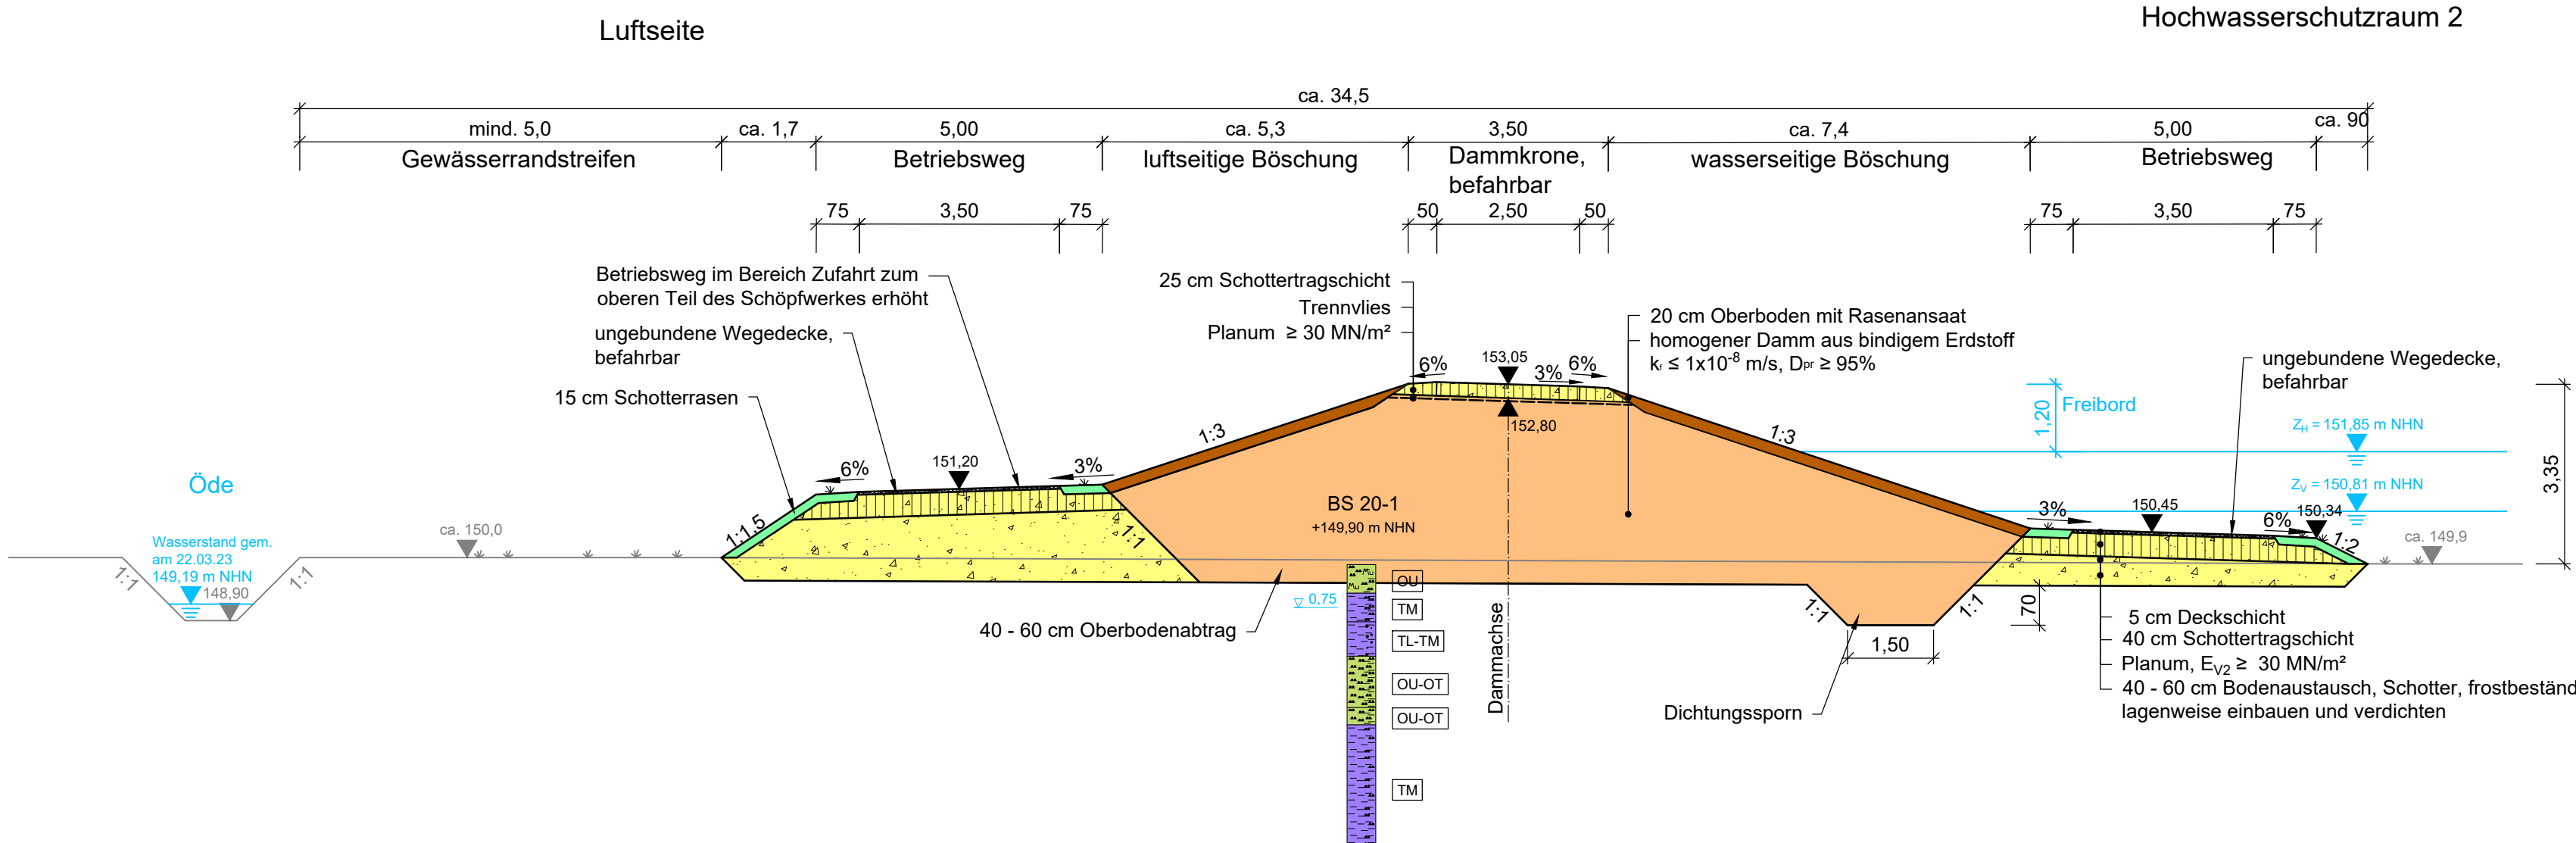 Luftseite
Hochwasserschutzraum 2
ca. 34,5
mind. 5,0
ca. 1,7
5,00
ca. 5,3
3,50
ca. 7,4
5,00
ca. 90
Gewässerrandstreifen
Betriebsweg
luftseitige Böschung
Dammkrone,
befahrbar
wasserseitige Böschung
Betriebsweg
75
3,50
75
50
2,50
50
75
3,50
75
Betriebsweg im Bereich Zufahrt zum
oberen Teil des Schöpfwerkes erhöht
ungebundene Wegedecke,
befahrbar
15 cm Schotterrasen
25 cm Schottertragschicht
Trennvlies
Planum ≥ 30 MN/m²
20 cm Oberboden mit Rasenansaat
homogener Damm aus bindigem Erdstoff
kf ≤ 1x10-8 m/s, Dpr ≥ 95%
ungebundene Wegedecke,
befahrbar
6%
153,05
3%
6%
152,80
1,20
Freibord
ZH = 151,85 m NHN
ZV = 150,81 m NHN
3,35
1:3
1:3
6%
151,20
3%
Öde
ca. 150,0
Wasserstand gem.
am 22.03.23
149,19 m NHN
148,90
1:1
1:1
1:1,5
1:1
BS 20-1
+149,90 m NHN
3%
150,45
6%
150,34
1:2
ca. 149,9
OU
TM
TL-TM
OU-OT
OU-OT
TM
0,75
40 - 60 cm Oberbodenabtrag
Dammachse
1:1
1:1
70
1,50
Dichtungssporn
5 cm Deckschicht
40 cm Schottertragschicht
Planum, EV2 ≥ 30 MN/m²
40 - 60 cm Bodenaustausch, Schotter, frostbeständ
lagenweise einbauen und verdichten